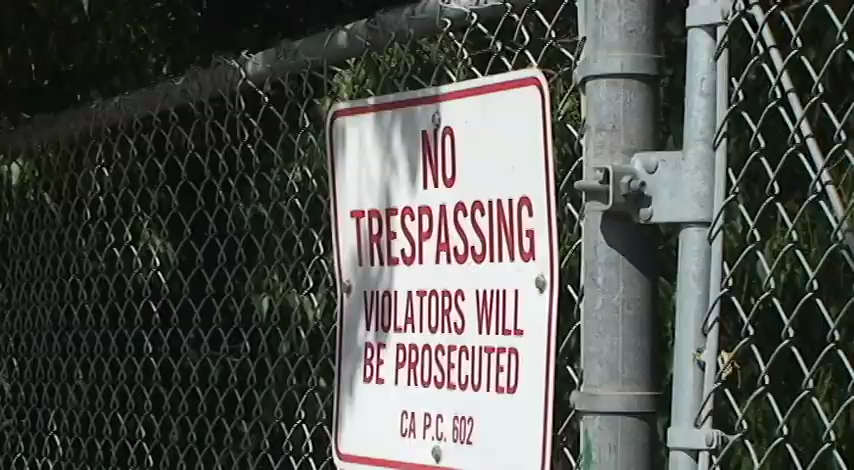 NO
TRESPASSING
VIOLATORS WILL
BE PROSECUTED
CA P.C. 602